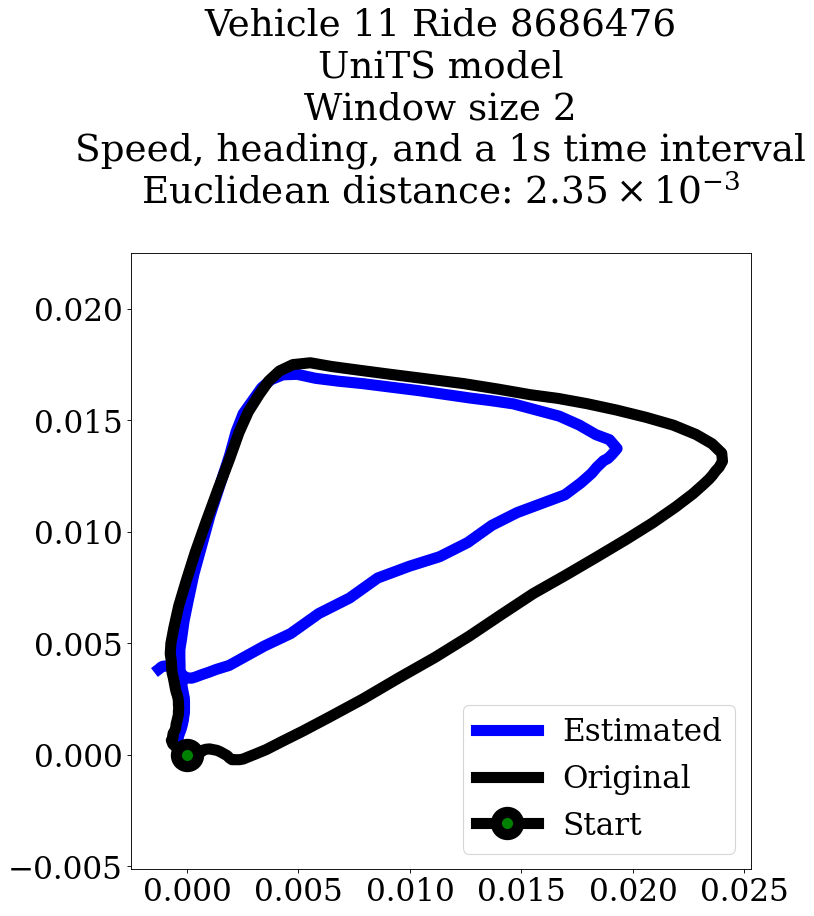 Vehicle 11 Ride 8686476
UniTS model
Window size 2
Speed, heading, and a 1s time interval
Euclidean distance: 2.35 × 10⁻³
0.020
0.015
0.010
0.005
0.000
−0.005
0.000 0.005 0.010 0.015 0.020 0.025
Estimated
Original
Start